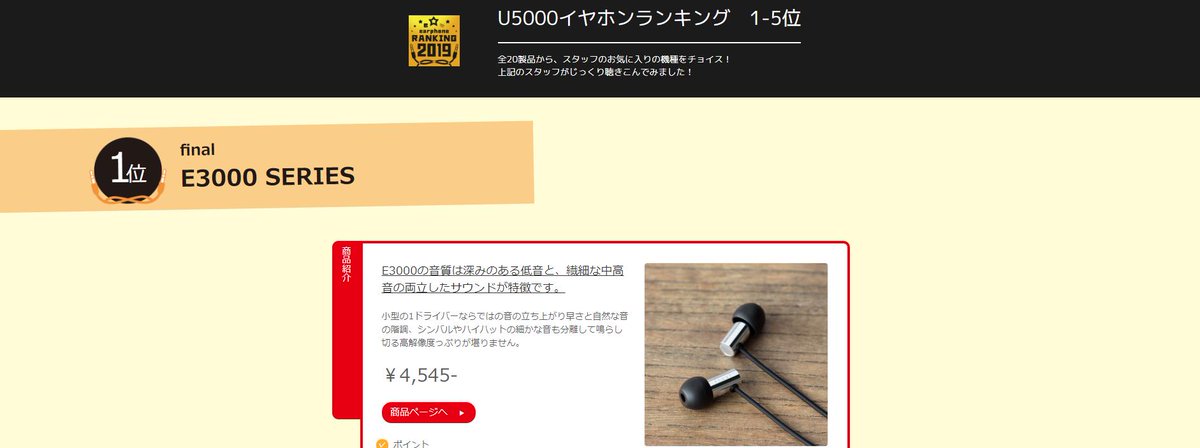 earphone
RANKING
2019
U5000イヤホンランキング　1-5位
全20製品から、スタッフのお気に入りの機種をチョイス！
上記のスタッフがじっくり聴きこんでみました！
1位
final
E3000 SERIES
商品紹介
E3000の音質は深みのある低音と、繊細な中高
音の両立したサウンドが特徴です。
小型の1ドライバーならではの音の立ち上がり早さと自然な音
の階調、シンバルやハイハットの細かな音も分離して鳴らし
切る高解像度っぷりが堪りません。
￥4,545-
商品ページへ
ポイント